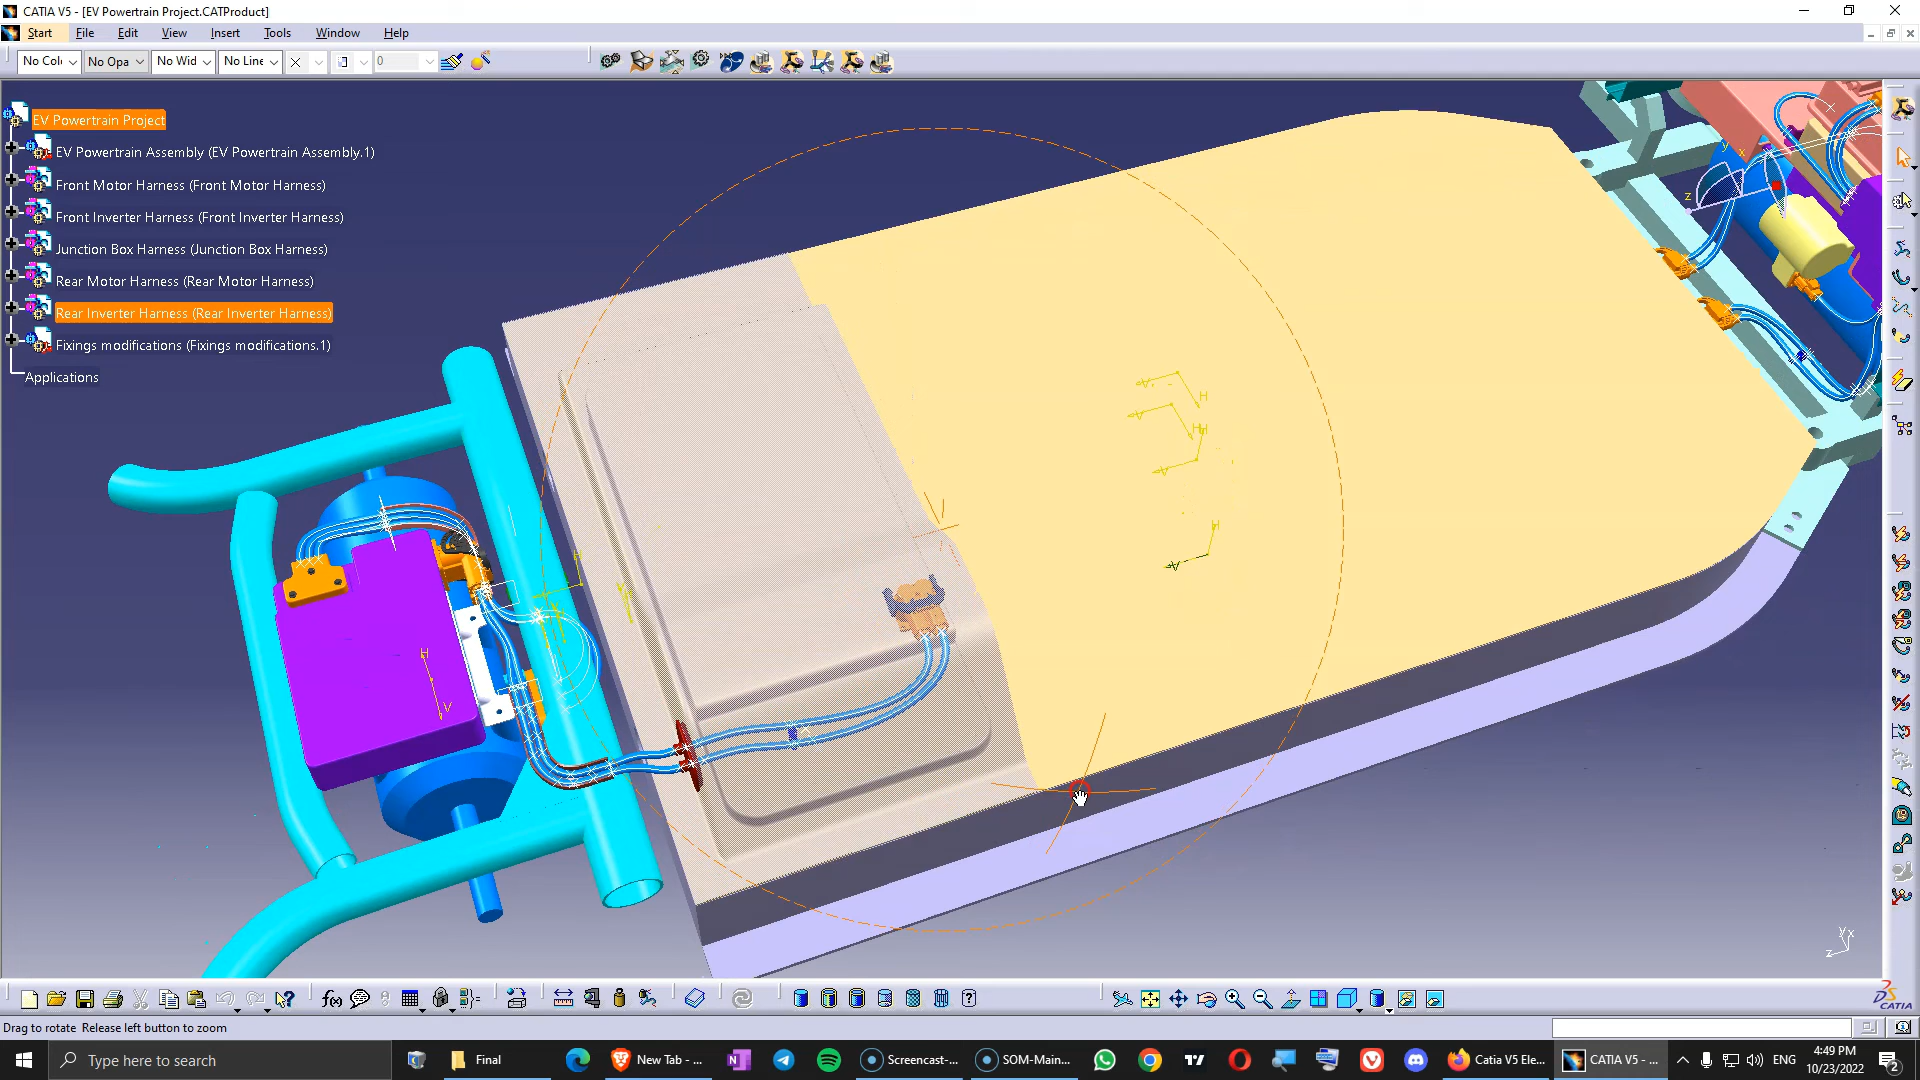 CATIA V5 - [EV Powertrain Project.CATProduct]
Start File Edit View Insert Tools Window Help
No Col No Opa No Wid No Line 0
EV Powertrain Project
EV Powertrain Assembly (EV Powertrain Assembly.1)
Front Motor Harness (Front Motor Harness)
Front Inverter Harness (Front Inverter Harness)
Junction Box Harness (Junction Box Harness)
Rear Motor Harness (Rear Motor Harness)
Rear Inverter Harness (Rear Inverter Harness)
Fixings modifications (Fixings modifications.1)
Applications
Drag to rotate Release left button to zoom
Type here to search
Final
New Tab - ...
Screencast-...
SOM-Main...
Catia V5 Ele...
CATIA V5 - ...
ENG
4:49 PM
10/23/2022
2
CATIA